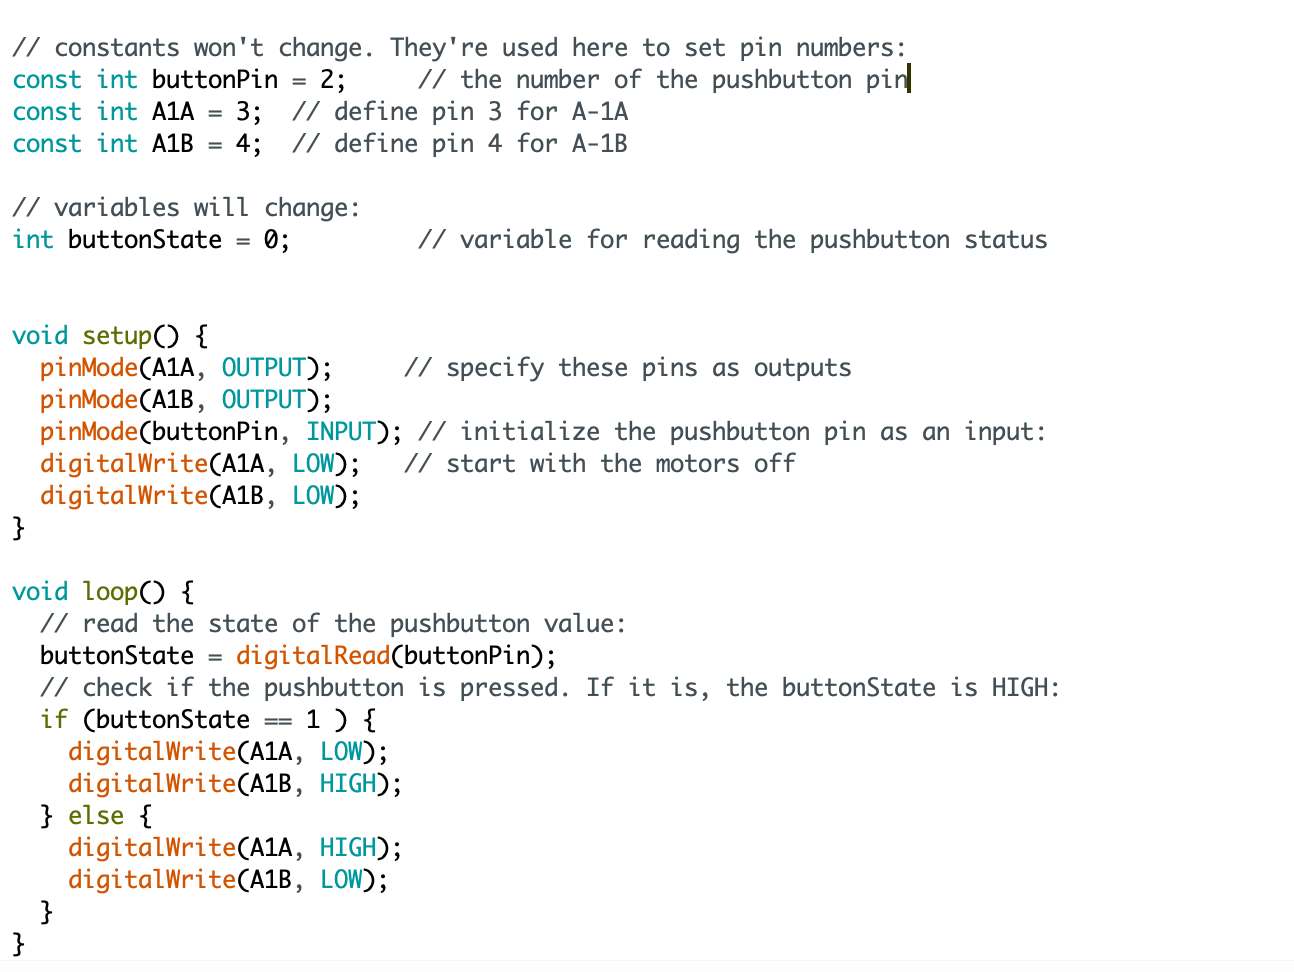 // constants won't change. They're used here to set pin numbers:
const int buttonPin = 2;     // the number of the pushbutton pin
const int A1A = 3;  // define pin 3 for A-1A
const int A1B = 4;  // define pin 4 for A-1B
// variables will change:
int buttonState = 0;         // variable for reading the pushbutton status
void setup() {
  pinMode(A1A, OUTPUT);     // specify these pins as outputs
  pinMode(A1B, OUTPUT);
  pinMode(buttonPin, INPUT); // initialize the pushbutton pin as an input:
  digitalWrite(A1A, LOW);   // start with the motors off
  digitalWrite(A1B, LOW);
}
void loop() {
  // read the state of the pushbutton value:
  buttonState = digitalRead(buttonPin);
  // check if the pushbutton is pressed. If it is, the buttonState is HIGH:
  if (buttonState == 1 ) {
    digitalWrite(A1A, LOW);
    digitalWrite(A1B, HIGH);
  } else {
    digitalWrite(A1A, HIGH);
    digitalWrite(A1B, LOW);
  }
}